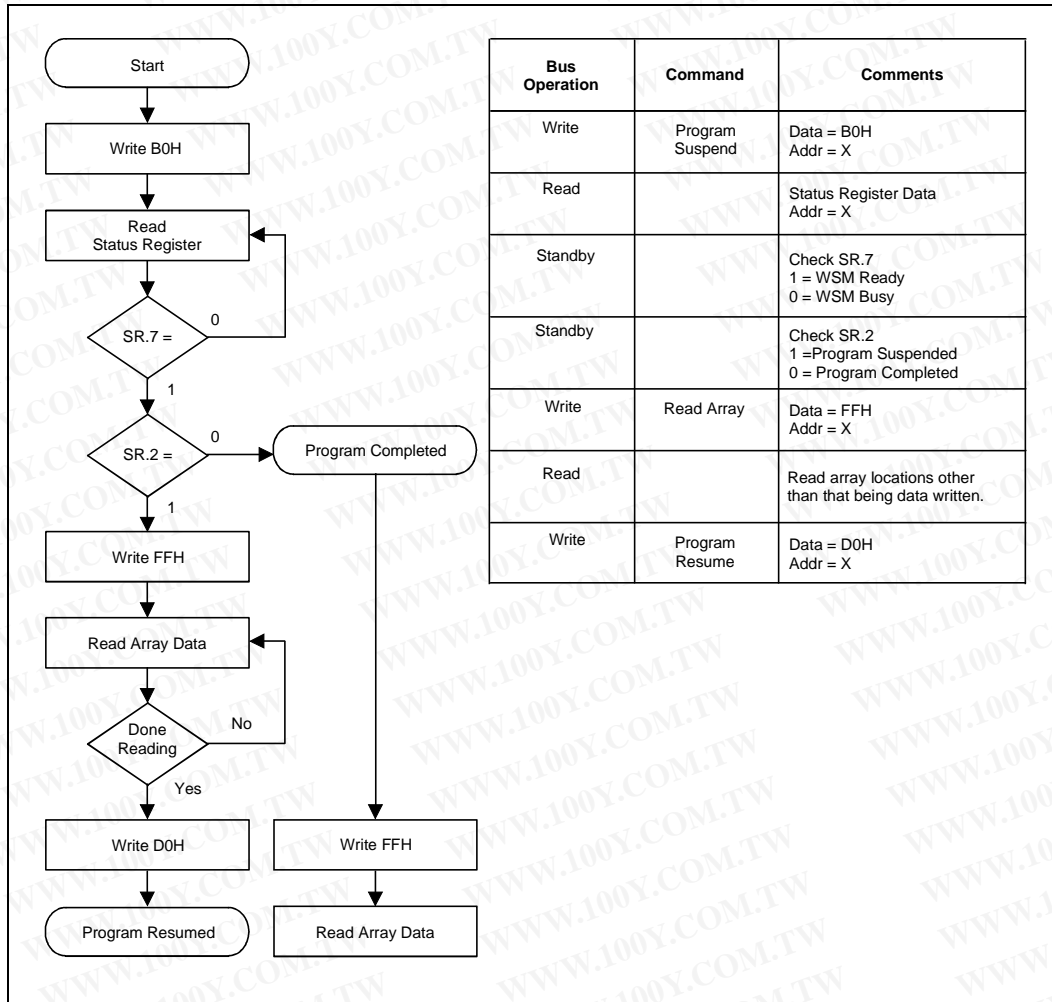 Start
Write B0H
Read
Status Register
SR.7 =
0
1
SR.2 =
0
Program Completed
1
Write FFH
Read Array Data
Done
Reading
No
Yes
Write D0H
Write FFH
Program Resumed
Read Array Data
Bus
Operation
Command
Comments
Write
Program
Suspend
Data = B0H
Addr = X
Read
Status Register Data
Addr = X
Standby
Check SR.7
1 = WSM Ready
0 = WSM Busy
Standby
Check SR.2
1 =Program Suspended
0 = Program Completed
Write
Read Array
Data = FFH
Addr = X
Read
Read array locations other
than that being data written.
Write
Program
Resume
Data = D0H
Addr = X
WWW.100Y.COM.TW